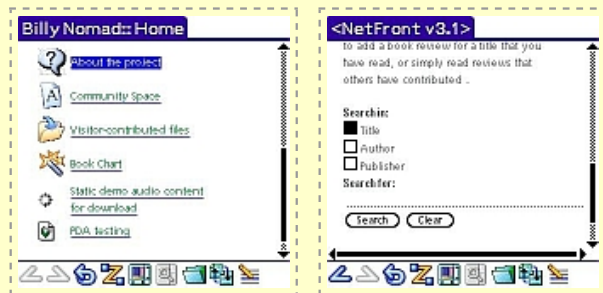 Billy Nomad:: Home
About the project
Community Space
Visitor-contributed files
Book Chart
Static demo audio content
for download
PDA testing
<NetFront v3.1>
to add a book review for a title that you
have read, or simply read reviews that
others have contributed .
Search in:
Title
Author
Publisher
Search for:
Search Clear